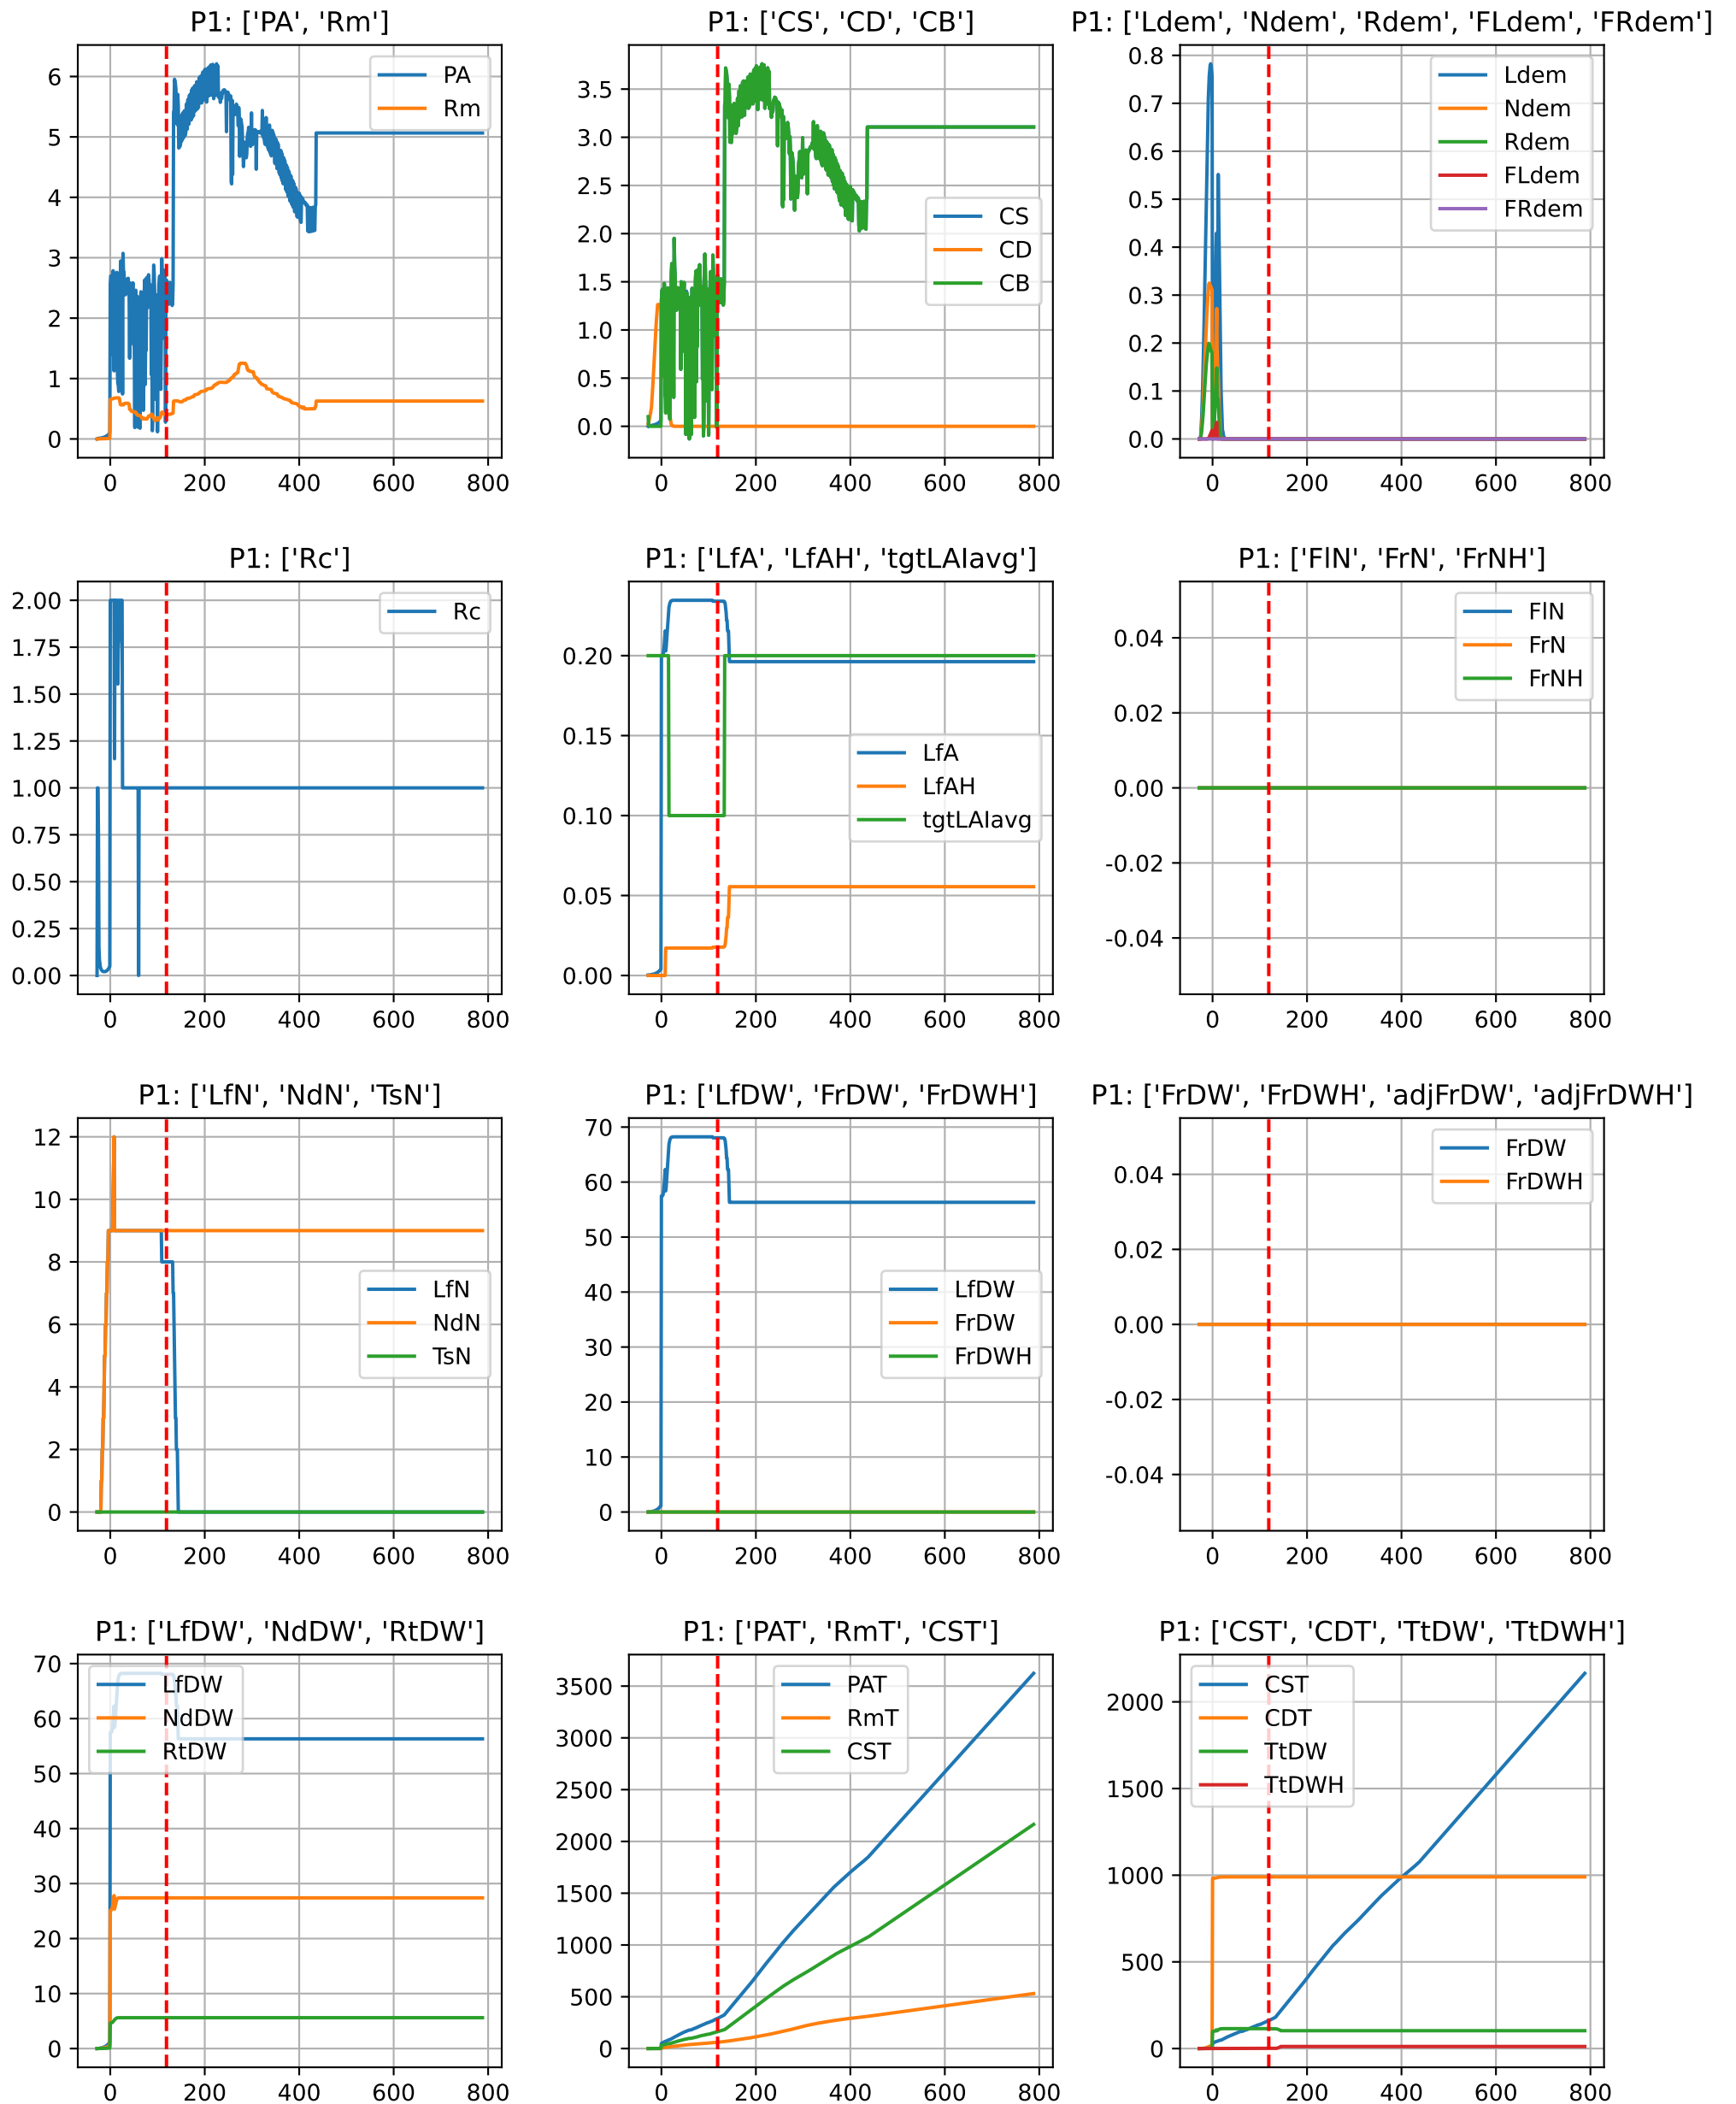 P1: ['PA', 'Rm']
PA
Rm
6
5
4
3
2
1
0
0 200 400 600 800
P1: ['CS', 'CD', 'CB']
CS
CD
CB
3.5
3.0
2.5
2.0
1.5
1.0
0.5
0.0
0 200 400 600 800
P1: ['Ldem', 'Ndem', 'Rdem', 'FLdem', 'FRdem']
Ldem
Ndem
Rdem
FLdem
FRdem
0.8
0.7
0.6
0.5
0.4
0.3
0.2
0.1
0.0
0 200 400 600 800
P1: ['Rc']
Rc
2.00
1.75
1.50
1.25
1.00
0.75
0.50
0.25
0.00
0 200 400 600 800
P1: ['LfA', 'LfAH', 'tgtLAIavg']
LfA
LfAH
tgtLAIavg
0.20
0.15
0.10
0.05
0.00
0 200 400 600 800
P1: ['FlN', 'FrN', 'FrNH']
FlN
FrN
FrNH
0.04
0.02
0.00
-0.02
-0.04
0 200 400 600 800
P1: ['LfN', 'NdN', 'TsN']
LfN
NdN
TsN
12
10
8
6
4
2
0
0 200 400 600 800
P1: ['LfDW', 'FrDW', 'FrDWH']
LfDW
FrDW
FrDWH
70
60
50
40
30
20
10
0
0 200 400 600 800
P1: ['FrDW', 'FrDWH', 'adjFrDW', 'adjFrDWH']
FrDW
FrDWH
0.04
0.02
0.00
-0.02
-0.04
0 200 400 600 800
P1: ['LfDW', 'NdDW', 'RtDW']
LfDW
NdDW
RtDW
70
60
50
40
30
20
10
0
0 200 400 600 800
P1: ['PAT', 'RmT', 'CST']
PAT
RmT
CST
3500
3000
2500
2000
1500
1000
500
0
0 200 400 600 800
P1: ['CST', 'CDT', 'TtDW', 'TtDWH']
CST
CDT
TtDW
TtDWH
2000
1500
1000
500
0
0 200 400 600 800